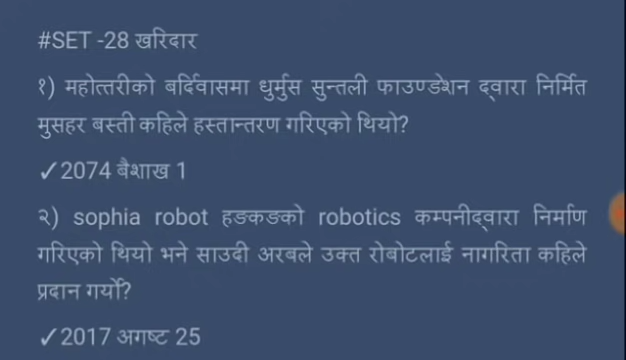 #SET -28 खरिदार
१) महोत्तरीको बर्दिवासमा धुर्मुस सुन्तली फाउण्डेशन द्वारा निर्मित
मुसहर बस्ती कहिले हस्तान्तरण गरिएको थियो?
✓2074 बैशाख 1
२) sophia robot हङकङको robotics कम्पनीद्वारा निर्माण
गरिएको थियो भने साउदी अरबले उक्त रोबोटलाई नागरिता कहिले
प्रदान गर्यो?
✓2017 अगष्ट 25